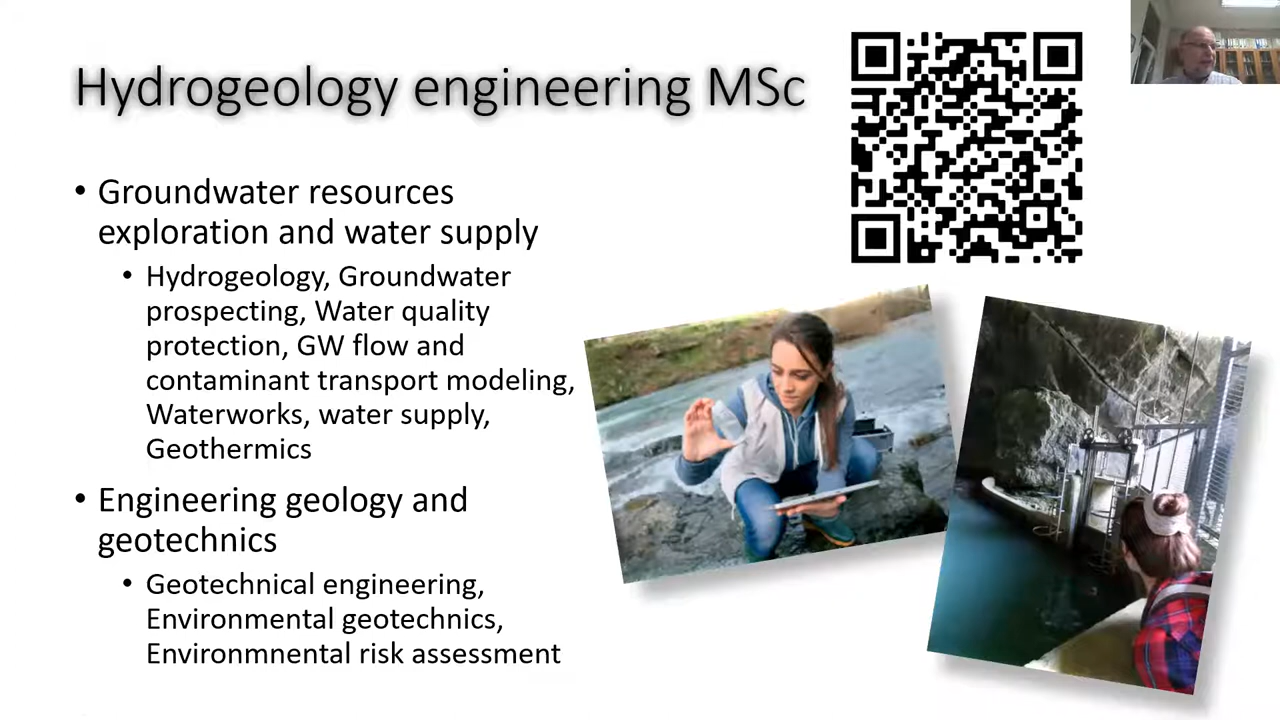 Hydrogeology engineering MSc
• Groundwater resources
exploration and water supply
• Hydrogeology, Groundwater
prospecting, Water quality
protection, GW flow and
contaminant transport modeling,
Waterworks, water supply,
Geothermics
• Engineering geology and
geotechnics
• Geotechnical engineering,
Environmental geotechnics,
Environmnental risk assessment